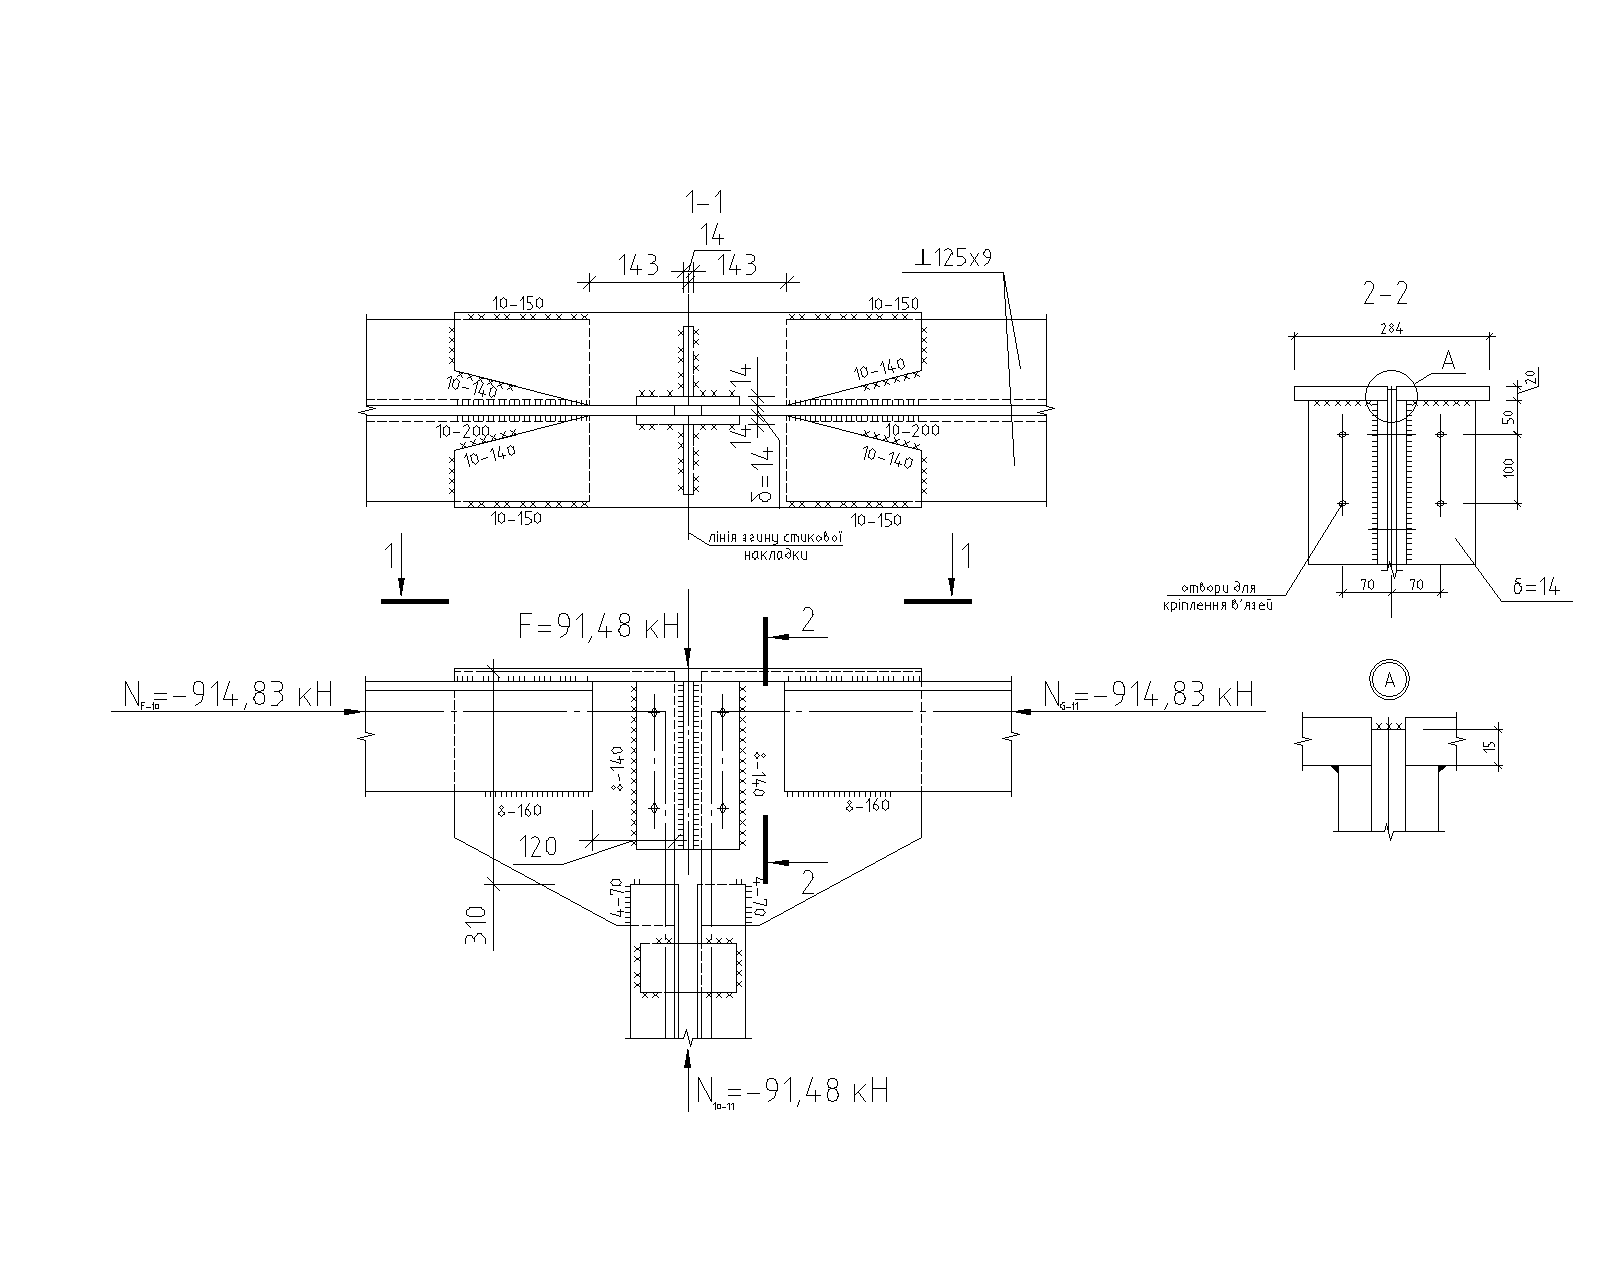 1-1
14
143
143
⊥125x9
10-150
10-150
10-140
10-140
14
10-200
10-200
10-140
14
δ=14
10-140
10-150
10-150
лінія згину стикової
накладки
1
1
2-2
284
А
20
50
100
70
70
отвори для
кріплення в'язей
δ=14
F=91,48 кН
2
N F-10=-914,83 кН
N G-11=-914,83 кН
8-140
8-140
8-160
8-160
120
2
4-70
4-70
310
N 10-11=-91,48 кН
А
15